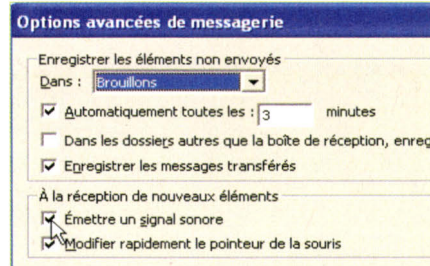 Options avancées de messagerie
Enregistrer les éléments non envoyés
Dans : Brouillons
Automatiquement toutes les : 3 minutes
Dans les dossiers autres que la boîte de réception, enreg
Enregistrer les messages transférés
À la réception de nouveaux éléments
Émettre un signal sonore
Modifier rapidement le pointeur de la souris